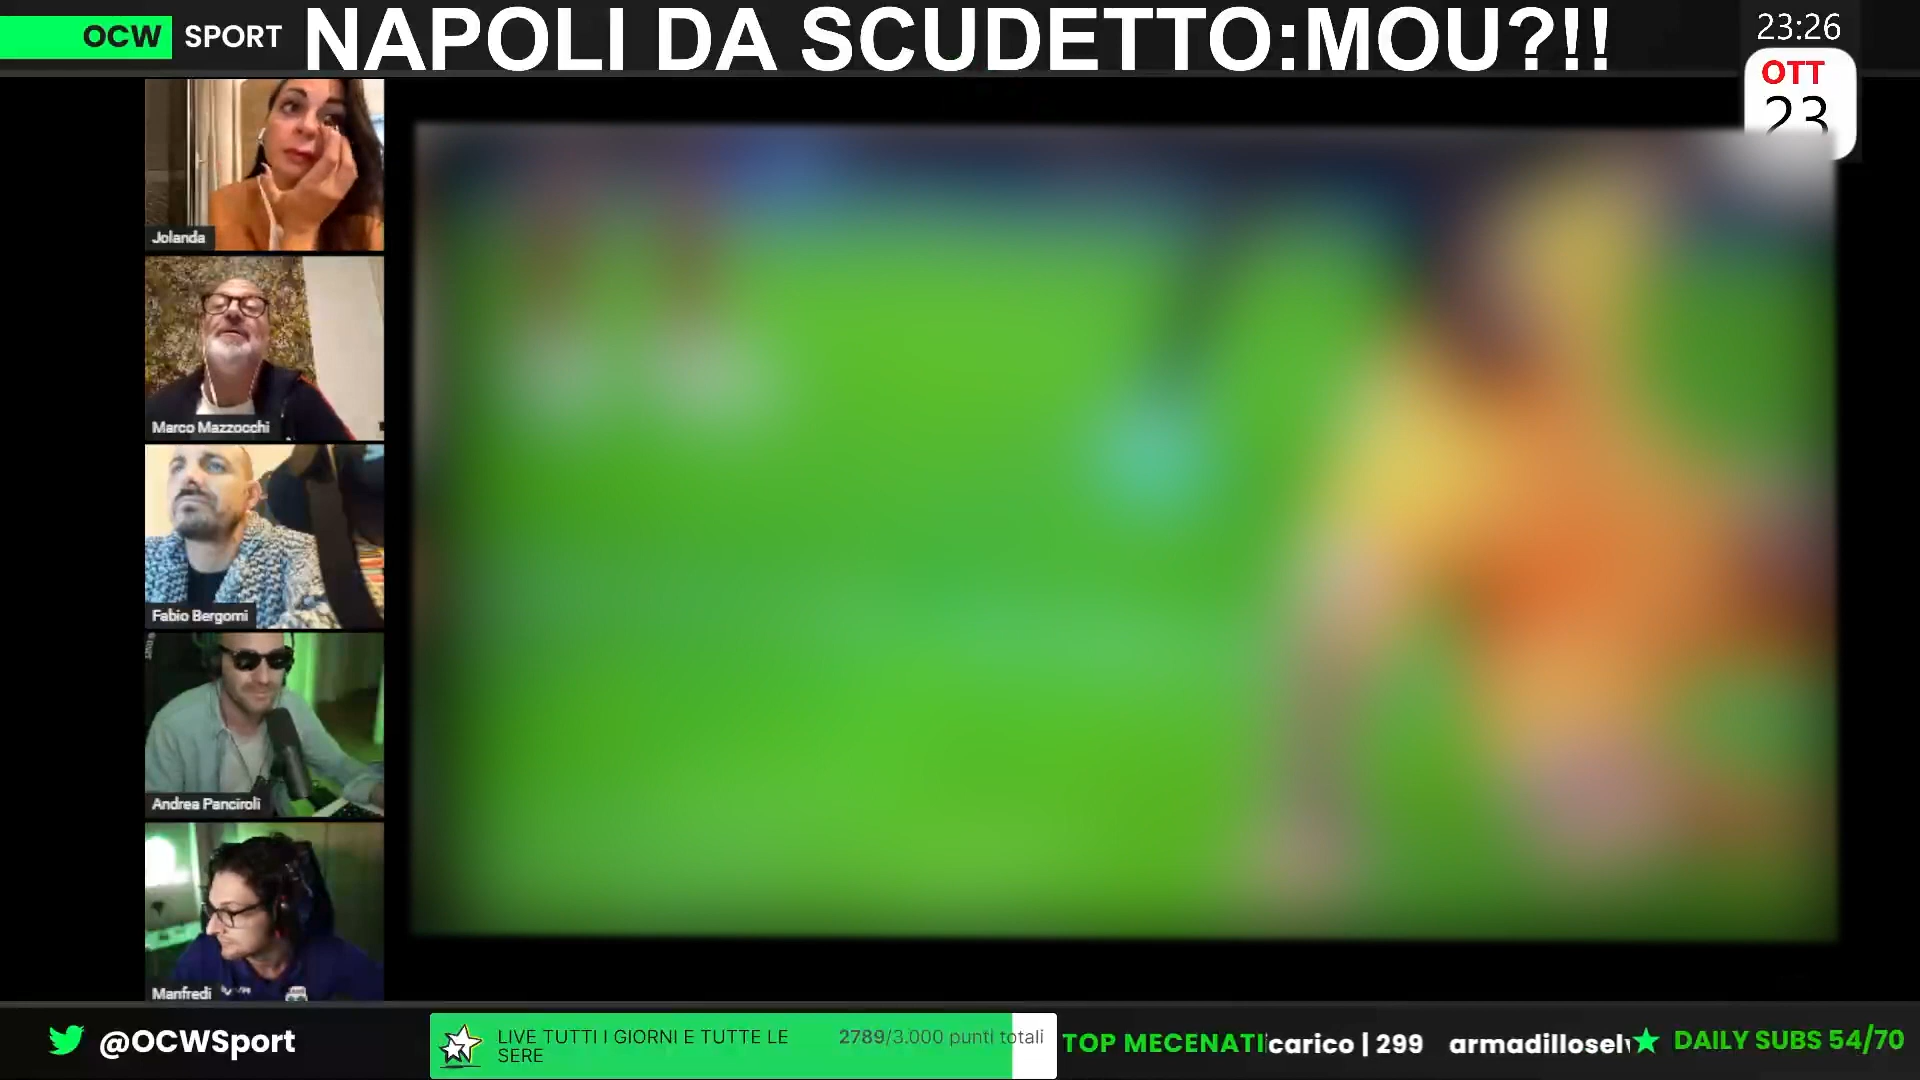 OCW SPORT
NAPOLI DA SCUDETTO:MOU?!!
23:26
OTT
23
Jolanda
Marco Mazzocchi
Fabio Bergomi
Andrea Panciroli
Manfredi
@OCWSport
LIVE TUTTI I GIORNI E TUTTE LE
SERE
2789/3.000 punti totali
TOP MECENATI
carico | 299
DAILY SUBS 54/70